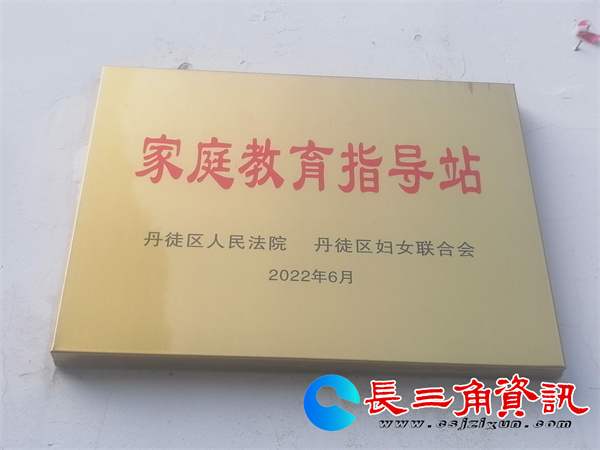 家庭教育指导站
丹徒区人民法院 丹徒区妇女联合会
2022年6月
長三角資訊
www.csjzixun.com